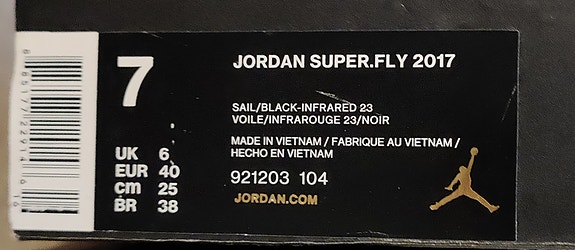 7
JORDAN SUPER.FLY 2017
SAIL/BLACK-INFRARED 23
VOILE/INFRAROUGE 23/NOIR
MADE IN VIETNAM / FABRIQUE AU VIETNAM /
HECHO EN VIETNAM
UK 6
EUR 40
cm 25
BR 38
921203 104
JORDAN.COM